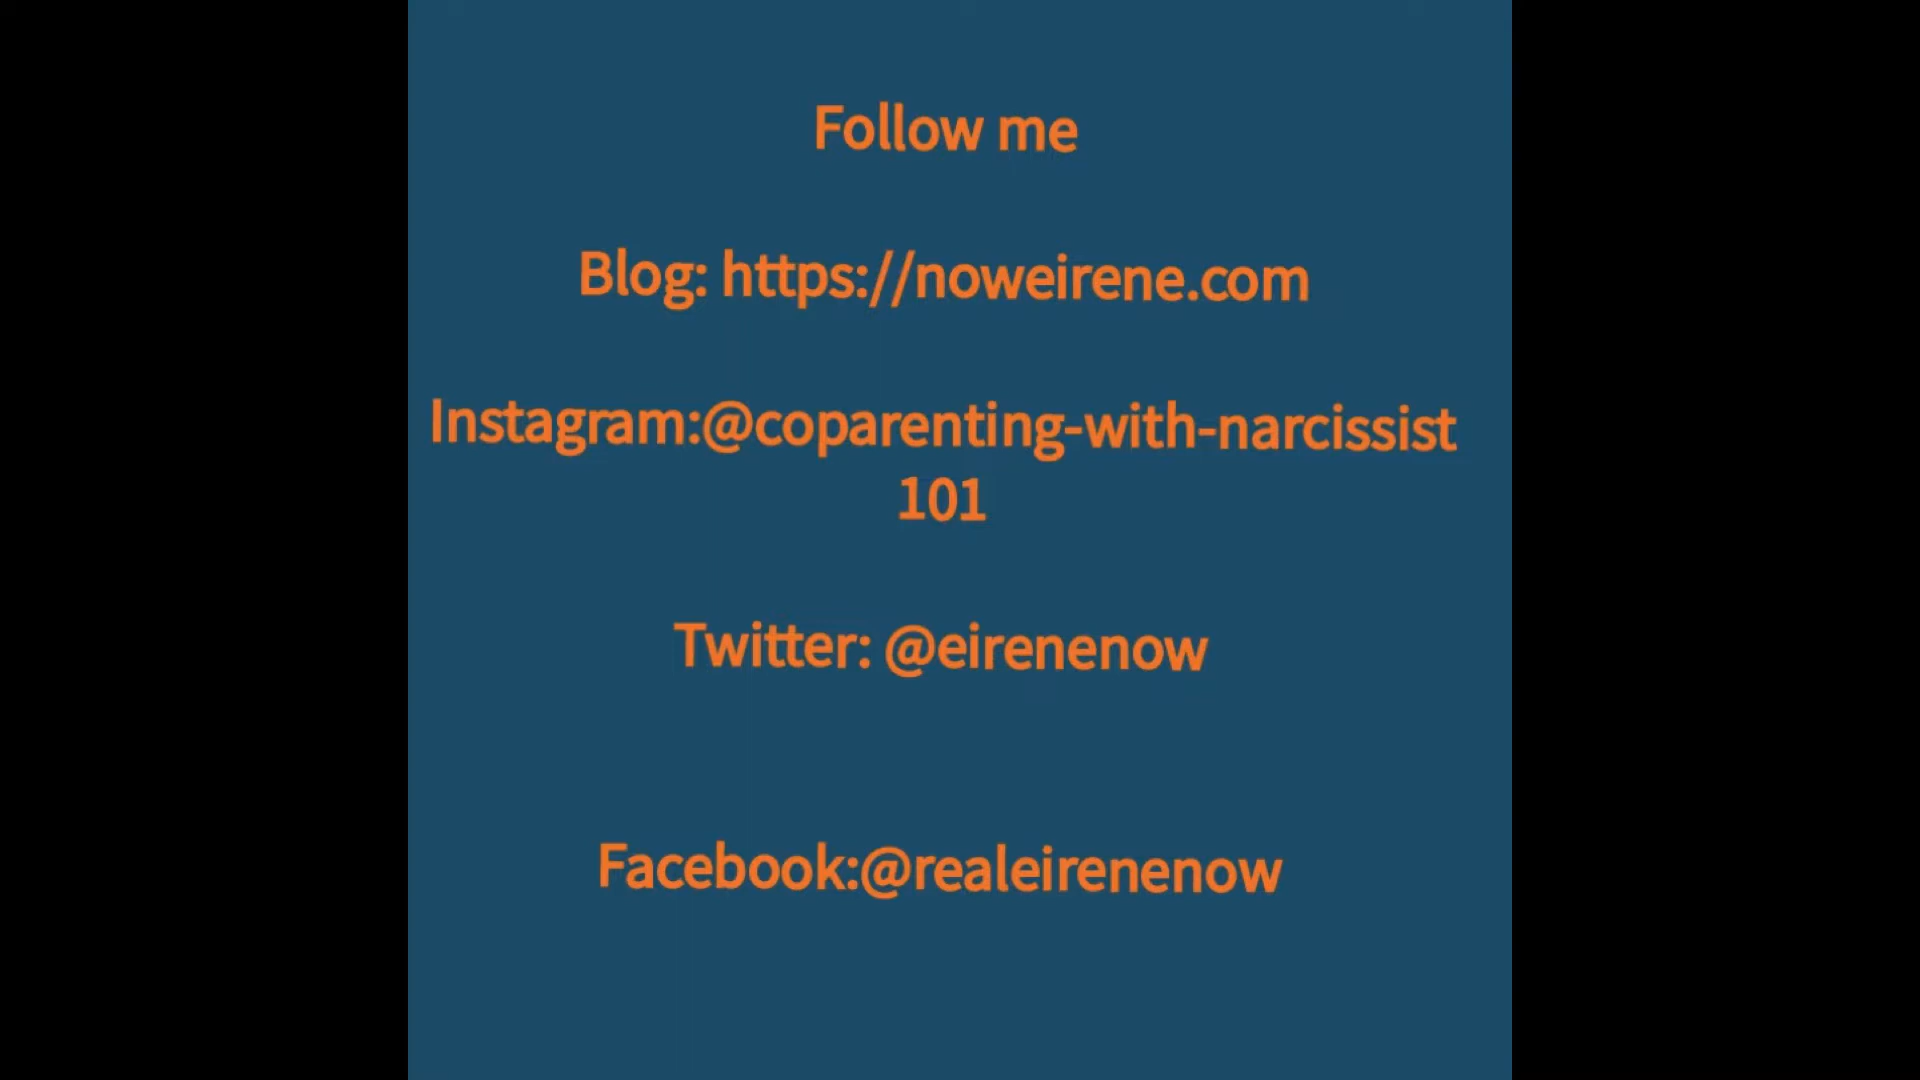 Follow me
Blog: https://noweirene.com
Instagram:@coparenting-with-narcissist
101
Twitter: @eirenenow
Facebook:@realeirenenow